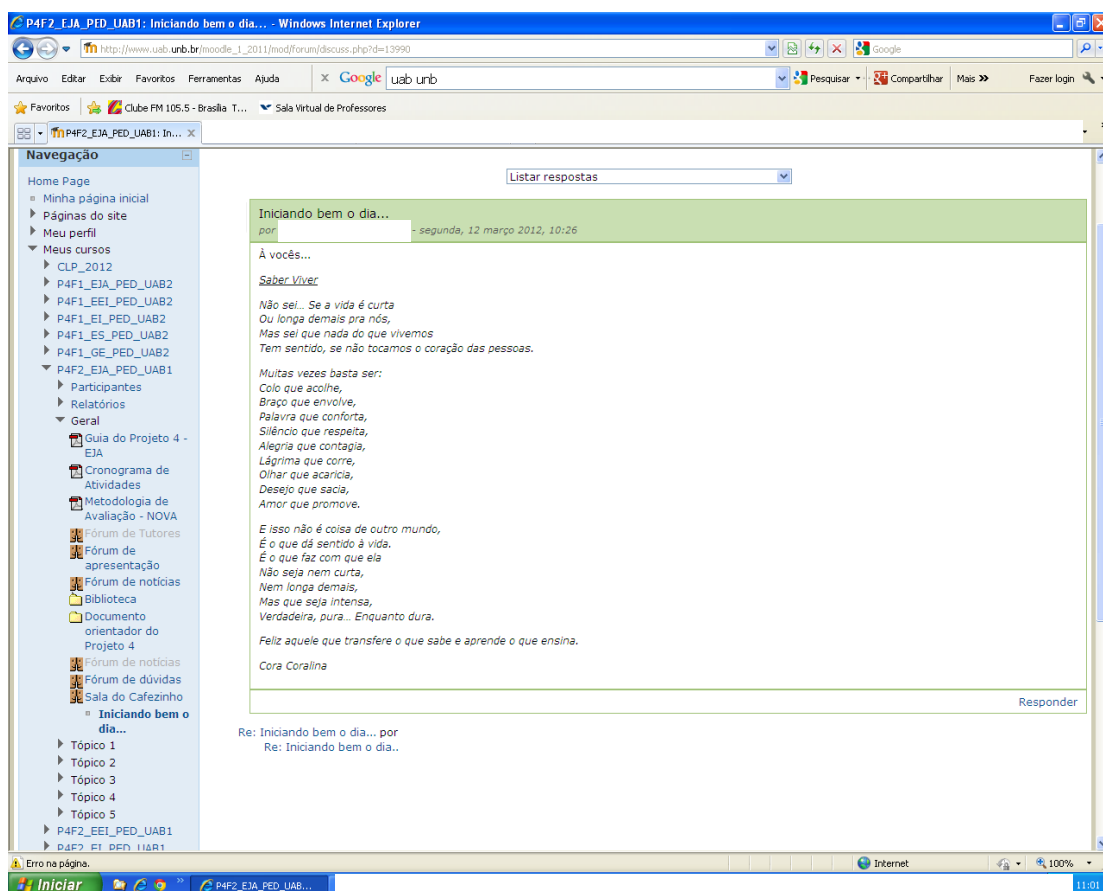 P4F2_EJA_PED_UAB1: Iniciando bem o dia... - Windows Internet Explorer
http://www.uab.unb.br/moodle_1_2011/mod/forum/discuss.php?d=13990
Google
Arquivo Editar Exibir Favoritos Ferramentas Ajuda x Google uab unb Pesquisar Compartilhar Mais >> Fazer login
Favoritos Clube FM 105.5 - Brasília T... Sala Virtual de Professores
P4F2_EJA_PED_UAB1: In... X
Navegação
Home Page
Minha página inicial
Páginas do site
Meu perfil
Meus cursos
CLP_2012
P4F1_EJA_PED_UAB2
P4F1_EEI_PED_UAB2
P4F1_EI_PED_UAB2
P4F1_ES_PED_UAB2
P4F1_GE_PED_UAB2
P4F2_EJA_PED_UAB1
Participantes
Relatórios
Geral
Guia do Projeto 4 -
EJA
Cronograma de
Atividades
Metodologia de
Avaliação - NOVA
Fórum de Tutores
Fórum de
apresentação
Fórum de notícias
Biblioteca
Documento
orientador do
Projeto 4
Fórum de notícias
Fórum de dúvidas
Sala do Cafezinho
Iniciando bem o
dia...
Tópico 1
Tópico 2
Tópico 3
Tópico 4
Tópico 5
P4F2_EEI_PED_UAB1
P4F2_EI_PED_UAB1
Listar respostas
Iniciando bem o dia...
por - segunda, 12 março 2012, 10:26
À vocês...
Saber Viver
Não sei... Se a vida é curta
Ou longa demais pra nós,
Mas sei que nada do que vivemos
Tem sentido, se não tocamos o coração das pessoas.
Muitas vezes basta ser:
Colo que acolhe,
Braço que envolve,
Palavra que conforta,
Silêncio que respeita,
Alegria que contagia,
Lágrima que corre,
Olhar que acaricia,
Desejo que sacia,
Amor que promove.
E isso não é coisa de outro mundo,
É o que dá sentido à vida.
É o que faz com que ela
Não seja nem curta,
Nem longa demais,
Mas que seja intensa,
Verdadeira, pura... Enquanto dura.
Feliz aquele que transfere o que sabe e aprende o que ensina.
Cora Coralina
Responder
Re: Iniciando bem o dia... por
Re: Iniciando bem o dia..
Erro na página. Internet 100%
Iniciar P4F2_EJA_PED_UAB... 11:01